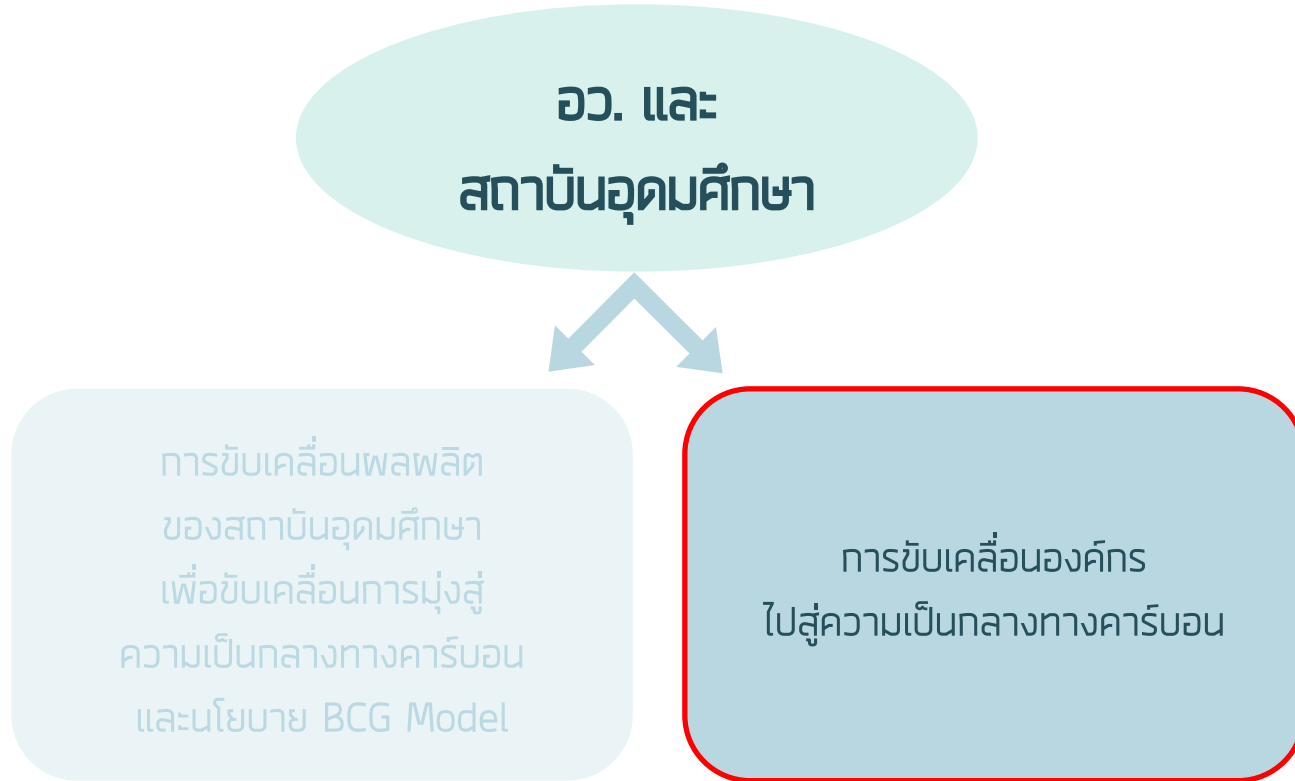 อว. และ
สถาบันอุดมศึกษา
การขับเคลื่อนพลพลิต
ของสถาบันอุดมศึกษา
เพื่อขับเคลื่อนการมุ่งสู่
ความเป็นกลางทางคาร์บอน
และนโยบาย BCG Model
การขับเคลื่อนองค์กร
ไปสู่ความเป็นกลางทางคาร์บอน